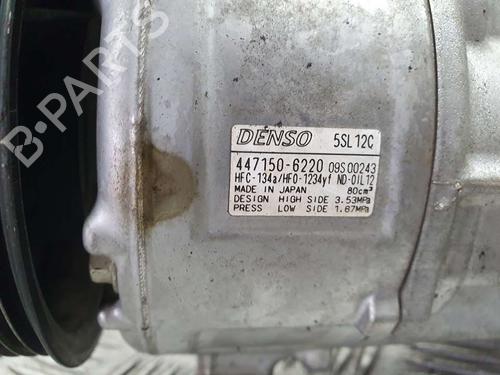 B-PARTS
DENSO 5SL12C
447150-6220 09S00243
HFC-134a/HFO-1234yf ND-OIL12
MADE IN JAPAN 80cm³
DESIGN HIGH SIDE 3.53MPa
PRESS LOW SIDE 1.67MPa